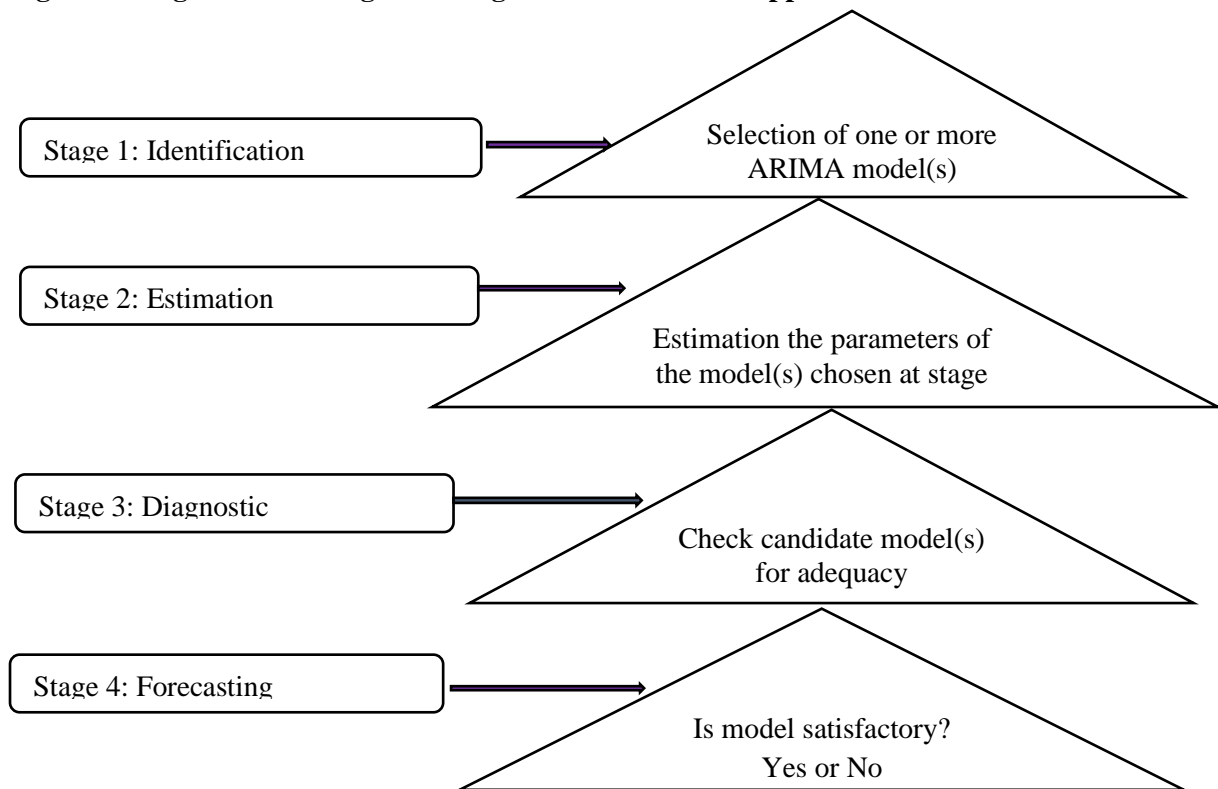 Stage 1: Identification
Selection of one or more
ARIMA model(s)
Stage 2: Estimation
Estimation the parameters of
the model(s) chosen at stage
Stage 3: Diagnostic
Check candidate model(s)
for adequacy
Stage 4: Forecasting
Is model satisfactory?
Yes or No